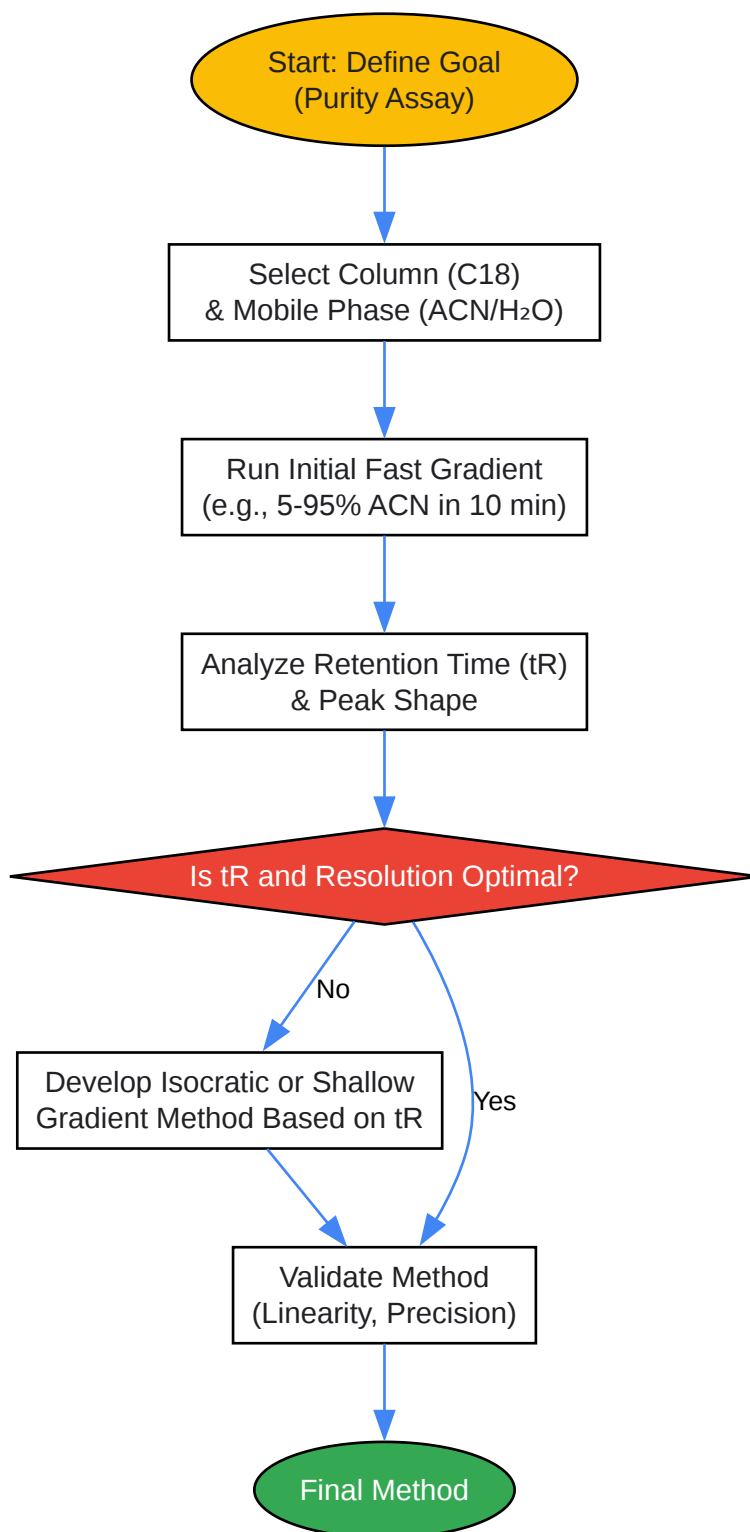 Start: Define Goal
(Purity Assay)
Select Column (C18)
& Mobile Phase (ACN/H₂O)
Run Initial Fast Gradient
(e.g., 5-95% ACN in 10 min)
Analyze Retention Time (tR)
& Peak Shape
Is tR and Resolution Optimal?
No
Yes
Develop Isocratic or Shallow
Gradient Method Based on tR
Validate Method
(Linearity, Precision)
Final Method